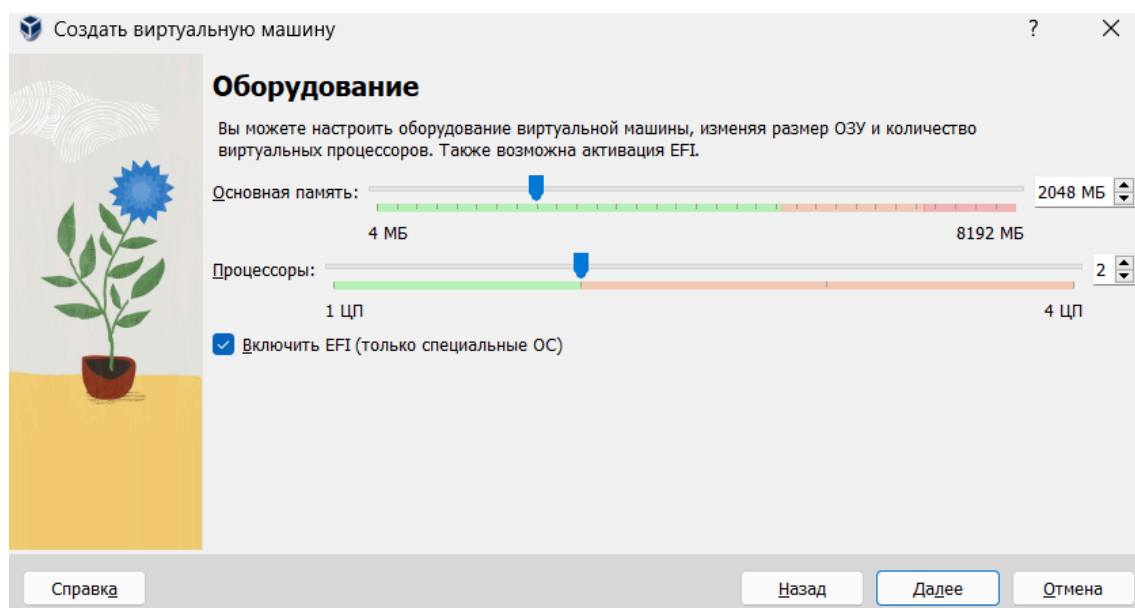 Создать виртуальную машину
?
Оборудование
Вы можете настроить оборудование виртуальной машины, изменяя размер ОЗУ и количество
виртуальных процессоров. Также возможна активация EFI.
Основная память:
2048 МБ
4 МБ
8192 МБ
Процессоры:
2
1 ЦП
4 ЦП
Включить EFI (только специальные ОС)
Справка
Назад
Далее
Отмена